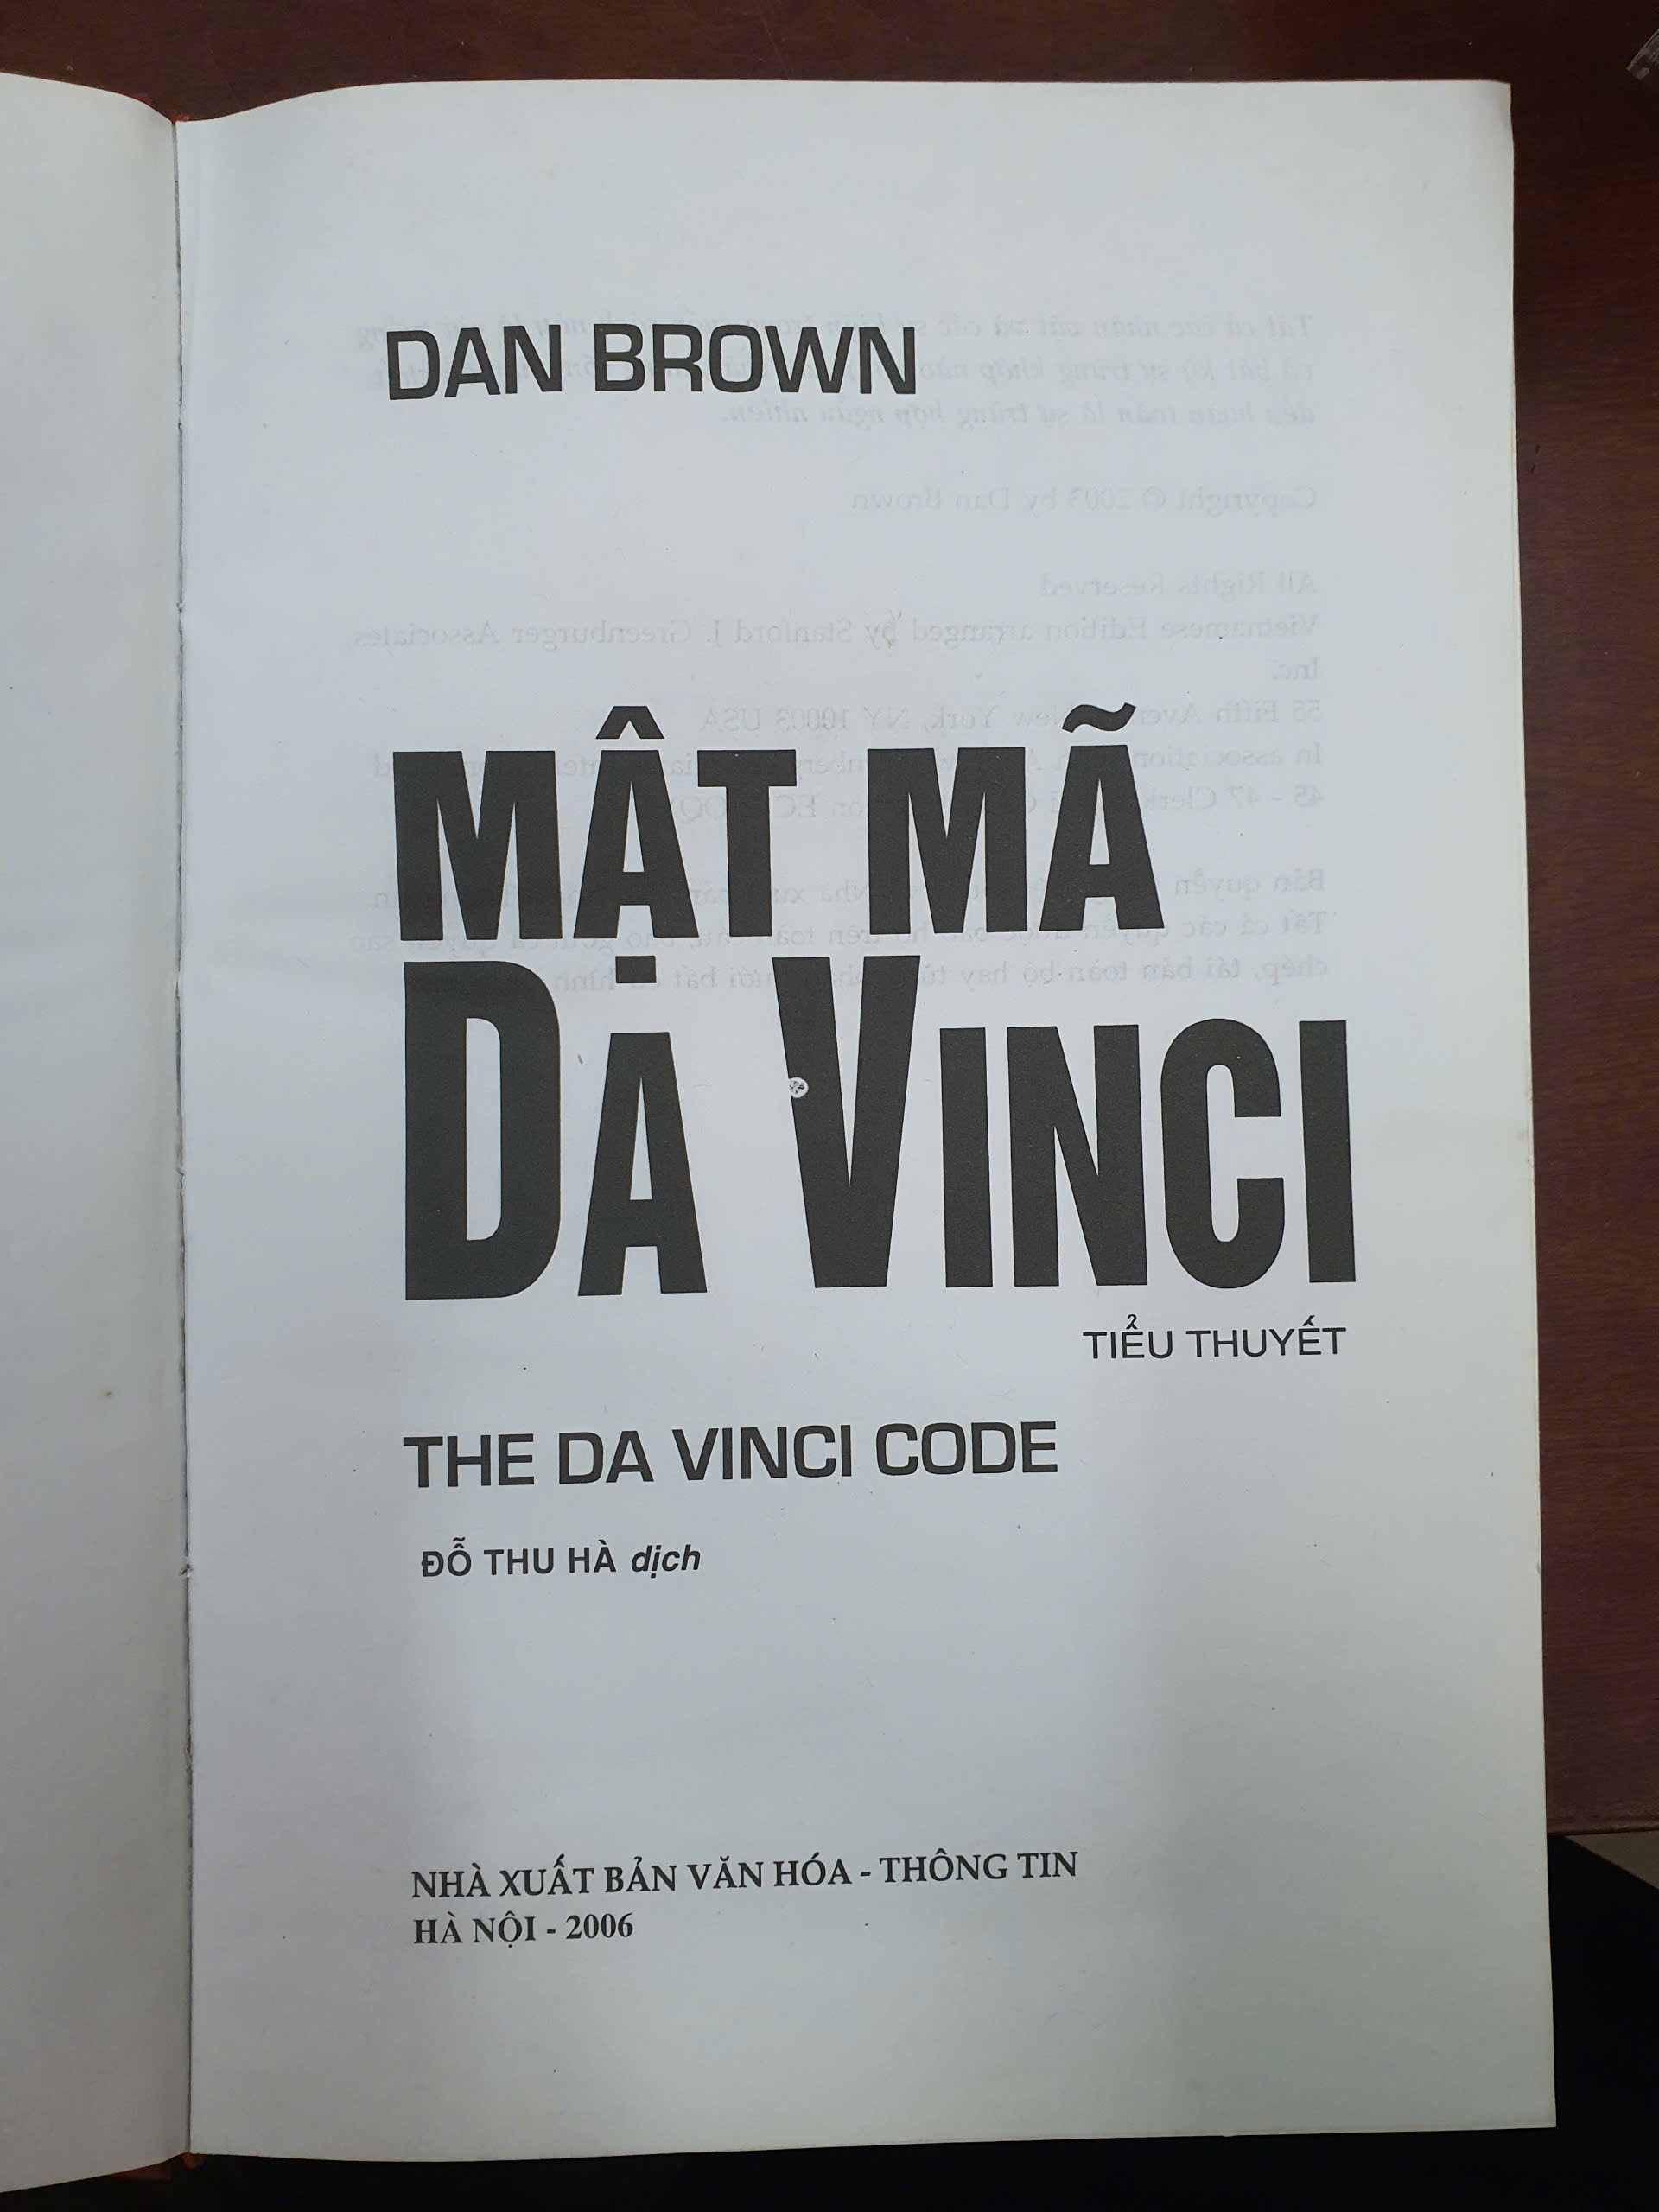 DAN BROWN
MẬT MÃ
DA VINCI
TIỂU THUYẾT
THE DA VINCI CODE
ĐỖ THU HÀ dịch
NHÀ XUẤT BẢN VĂN HÓA - THÔNG TIN
HÀ NỘI - 2006